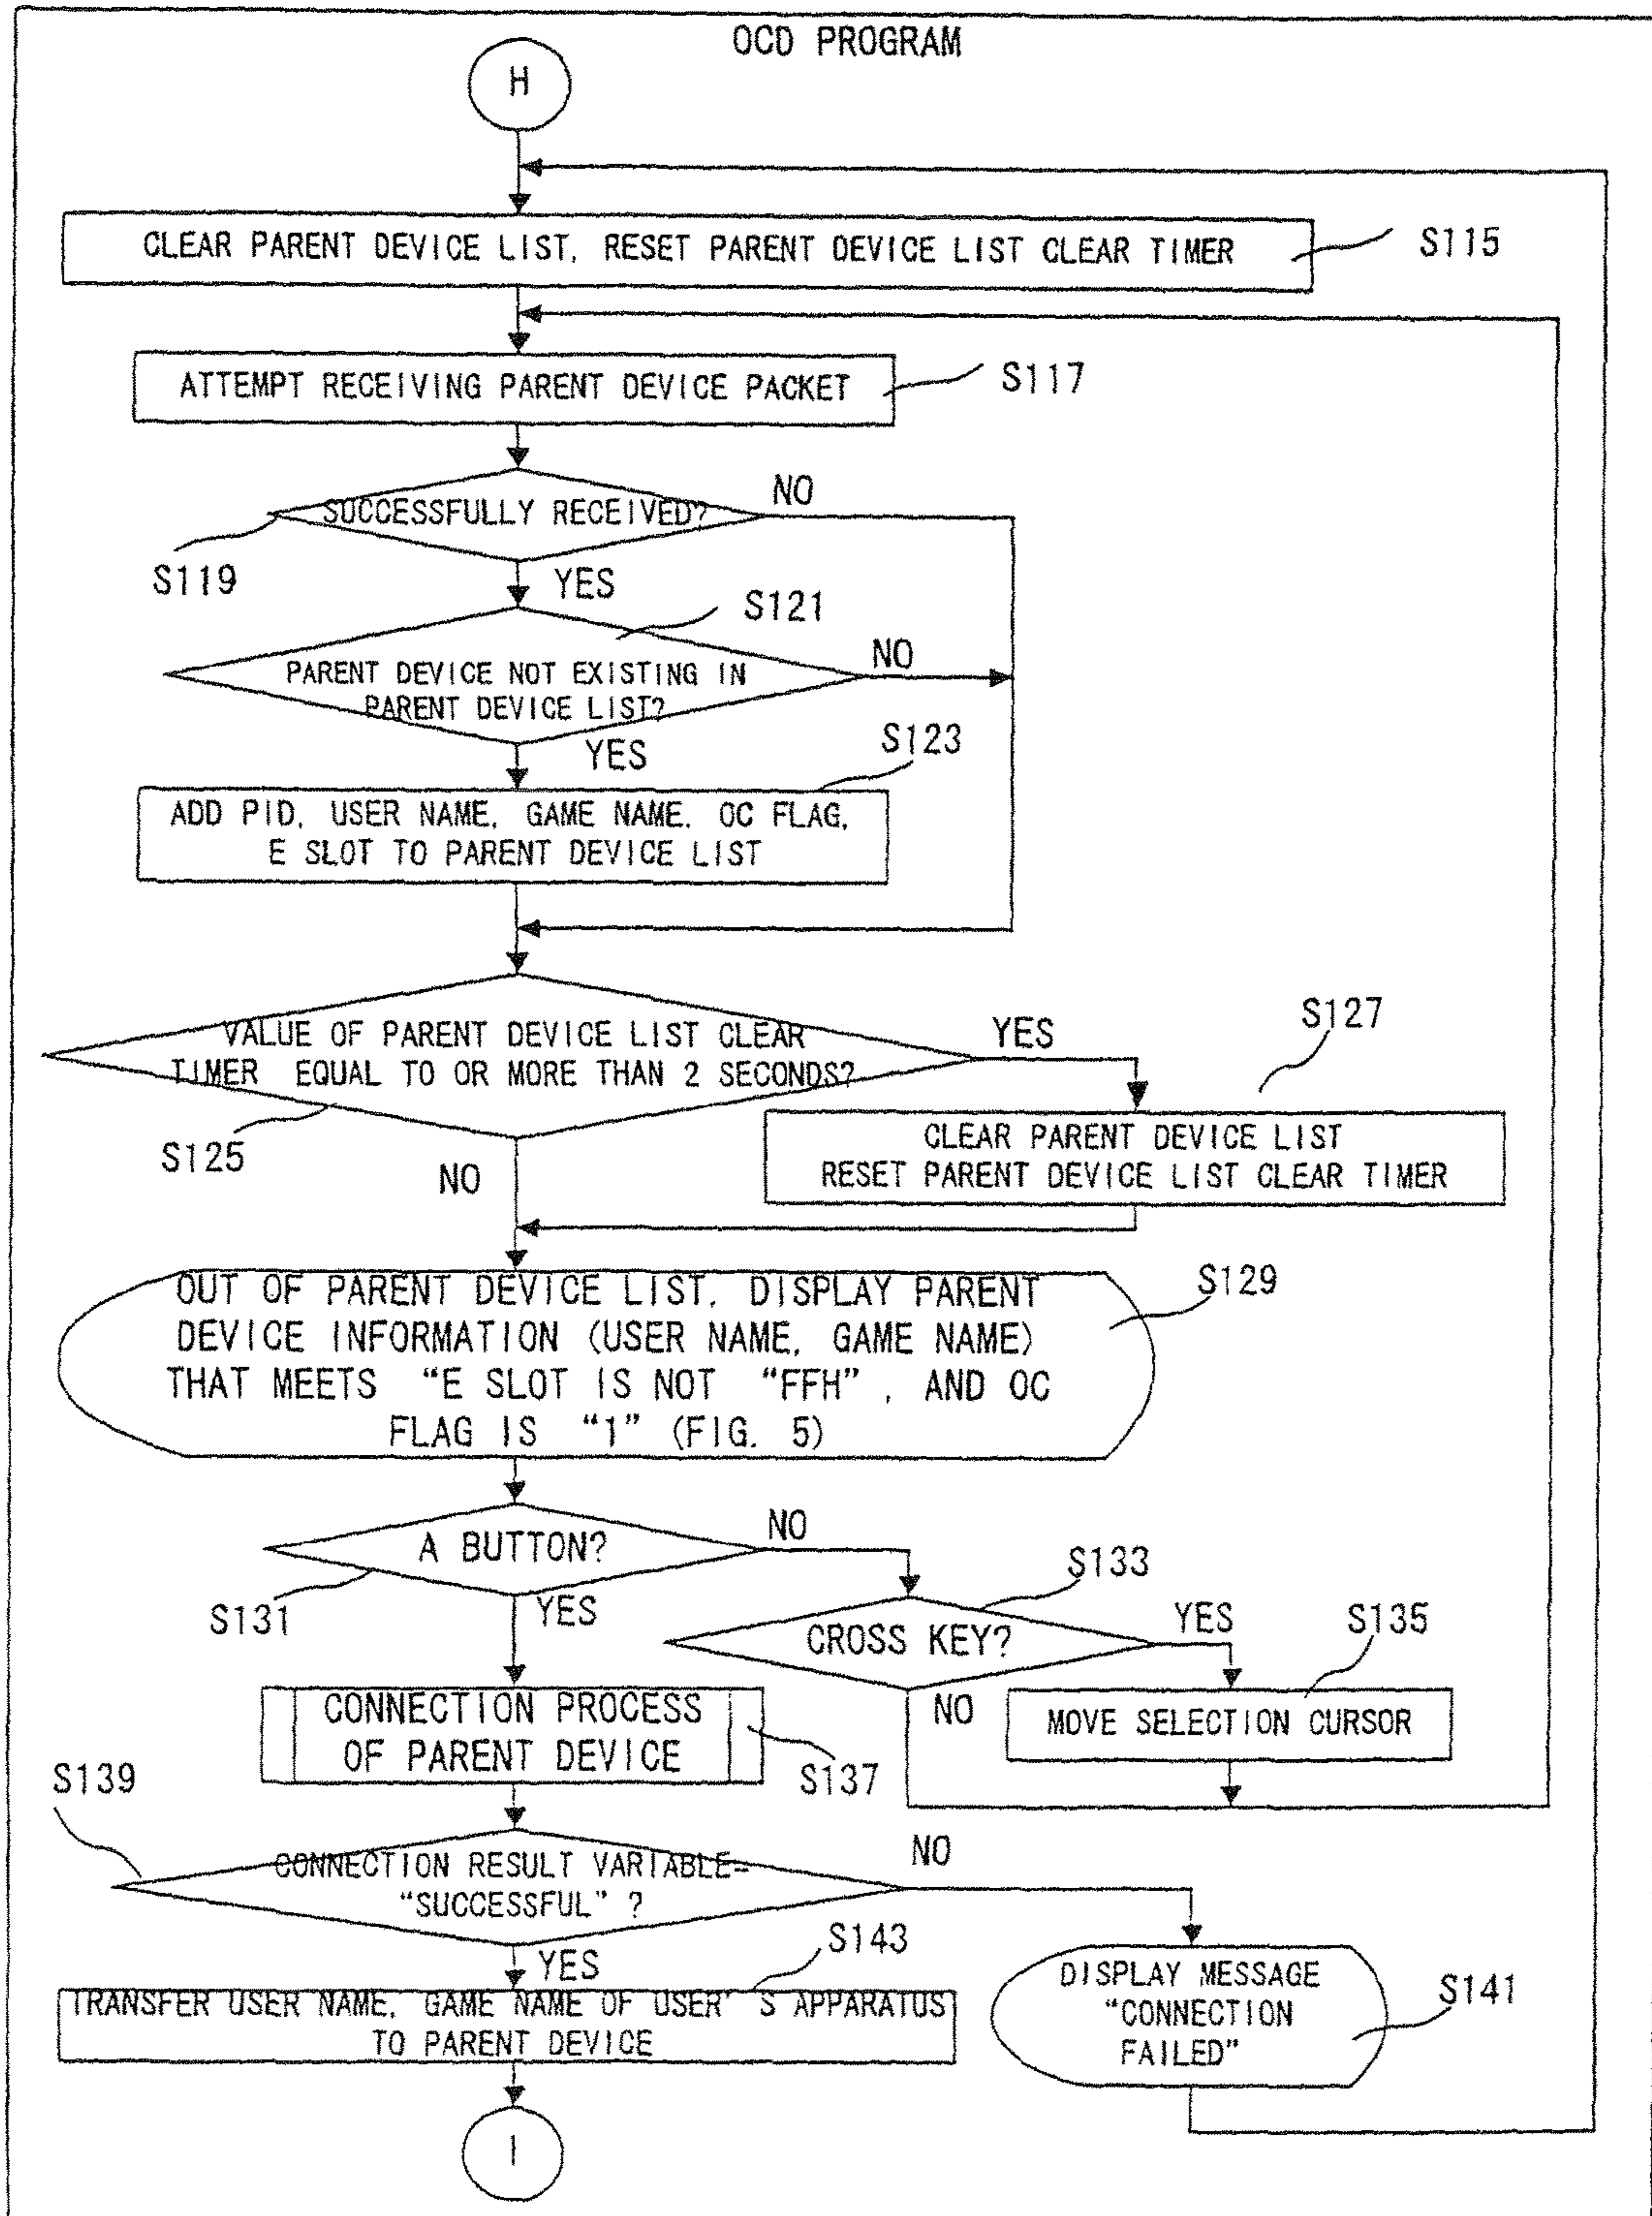 OCD PROGRAM
H
CLEAR PARENT DEVICE LIST, RESET PARENT DEVICE LIST CLEAR TIMER
S115
ATTEMPT RECEIVING PARENT DEVICE PACKET
S117
SUCCESSFULLY RECEIVED?
NO
S119
YES
S121
PARENT DEVICE NOT EXISTING IN
PARENT DEVICE LIST?
NO
YES
S123
ADD PID, USER NAME, GAME NAME, OC FLAG,
E SLOT TO PARENT DEVICE LIST
VALUE OF PARENT DEVICE LIST CLEAR
TIMER EQUAL TO OR MORE THAN 2 SECONDS?
YES
S127
S125
NO
CLEAR PARENT DEVICE LIST
RESET PARENT DEVICE LIST CLEAR TIMER
OUT OF PARENT DEVICE LIST, DISPLAY PARENT
DEVICE INFORMATION (USER NAME, GAME NAME)
THAT MEETS “E SLOT IS NOT “FFH”, AND OC
FLAG IS “1” (FIG. 5)
S129
A BUTTON?
NO
S131
YES
S133
CROSS KEY?
YES
S135
NO
MOVE SELECTION CURSOR
CONNECTION PROCESS
OF PARENT DEVICE
S137
S139
CONNECTION RESULT VARIABLE=
“SUCCESSFUL” ?
NO
YES
S143
TRANSFER USER NAME, GAME NAME OF USER' S APPARATUS
TO PARENT DEVICE
DISPLAY MESSAGE
“CONNECTION
FAILED”
S141
I